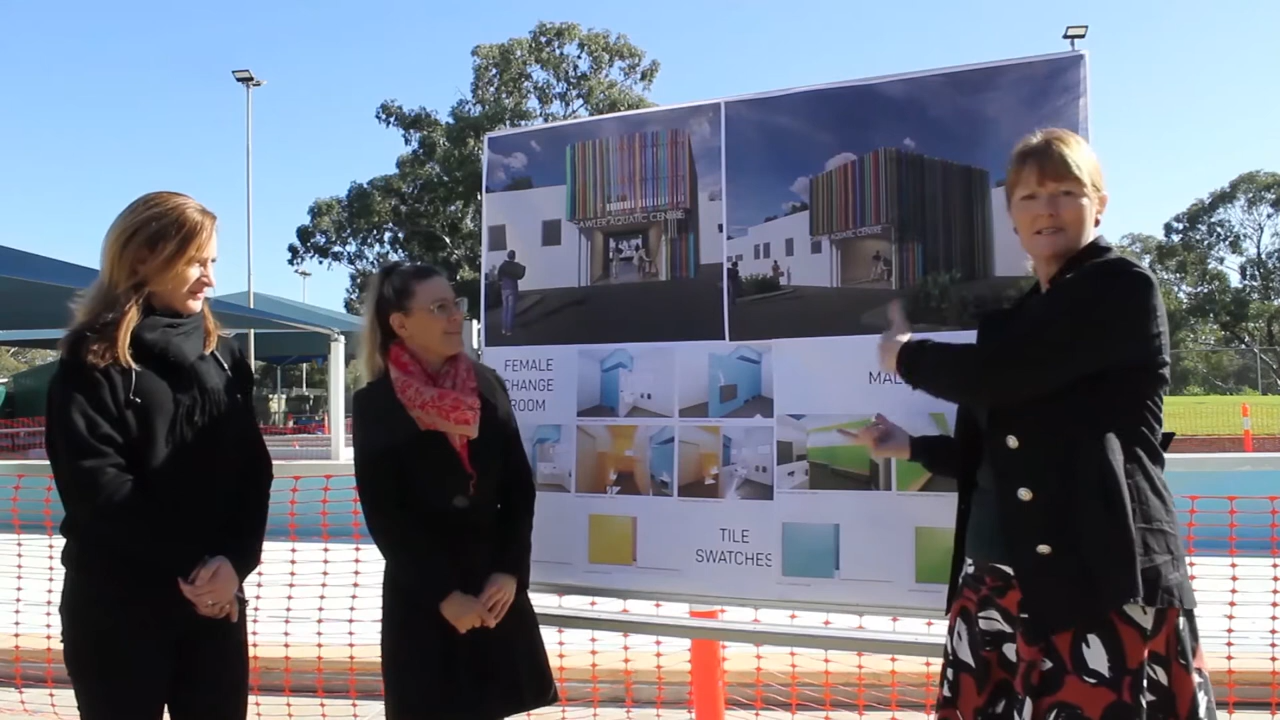 GAWLER AQUATIC CENTRE
AQUATIC CENTRE
FEMALE
CHANGE
ROOM
TILE
SWATCHES